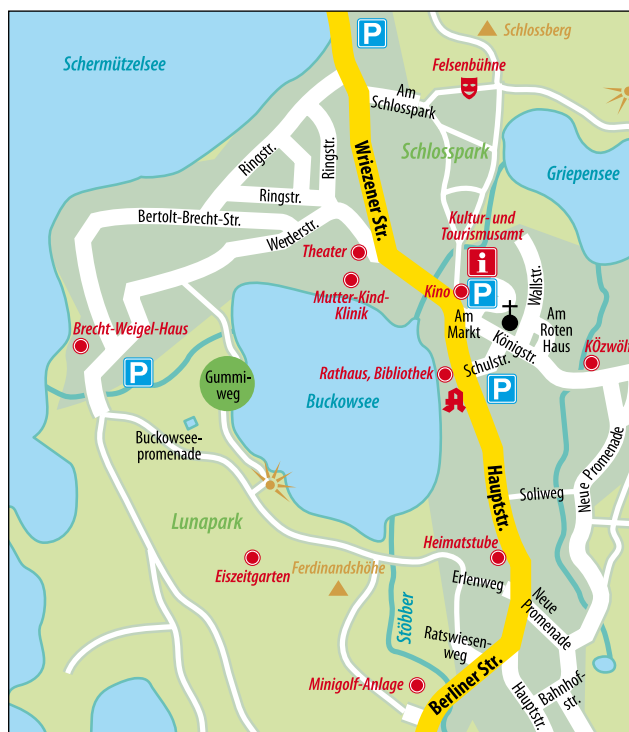 P
Schlossberg
Schermützelsee
Felsenbühne
Am
Schlosspark
Ringstr.
Ringstr.
Schlosspark
Wriezener Str.
Griepensee
Ringstr.
Bertolt-Brecht-Str.
Werderstr.
Kultur- und
Tourismusamt
Theater
i
Wallstr.
Mutter-Kind-
Klinik
Kino
P
Am
Markt
Am
Roten
Haus
Königstr.
Brecht-Weigel-Haus
Schulstr.
KOzwölf
P
Gummi-
weg
Rathaus, Bibliothek
P
Buckowsee
A
Buckowsee-
promenade
Hauptstr.
Neue Promenade
Soliweg
Lunapark
Heimatstube
Eiszeitgarten
Ferdinandshöhe
Erlenweg
Neue
Promenade
Stöbber
Ratswiesen-
weg
Minigolf-Anlage
Berliner Str.
Hauptstr.
Bahnhof-
str.